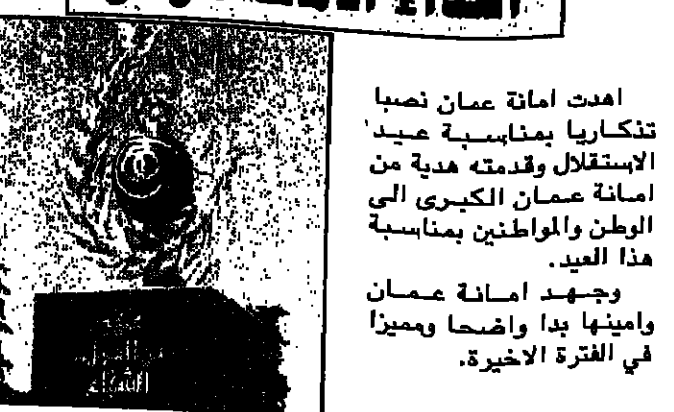 اهدت امانة عمان نصبا
تذكاريا بمناسبة عيد
الاستقلال وقدمته هدية من
امانة عمان الكبرى الى
الوطن والمواطنين بمناسبة
هذا العيد.
وجهد امانة عمان
وامينها بدا واضحا ومميزا
في الفترة الاخيرة.